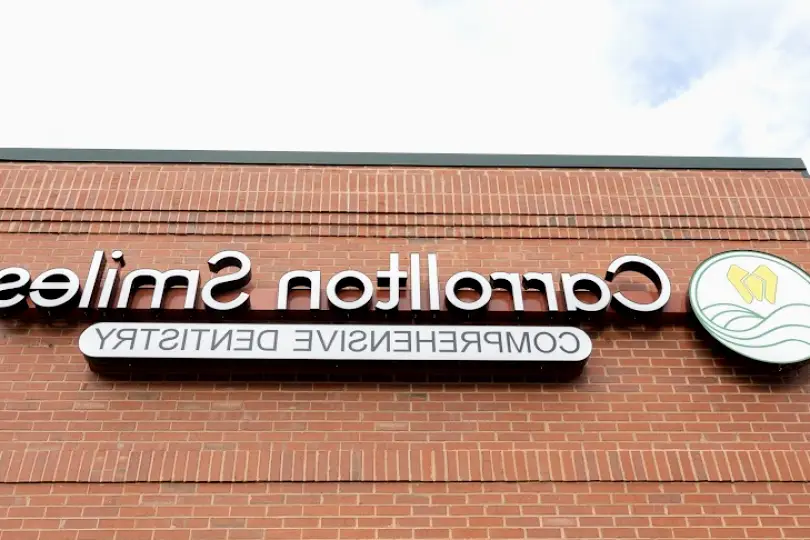 Carrollton Smiles
COMPREHENSIVE DENTISTRY